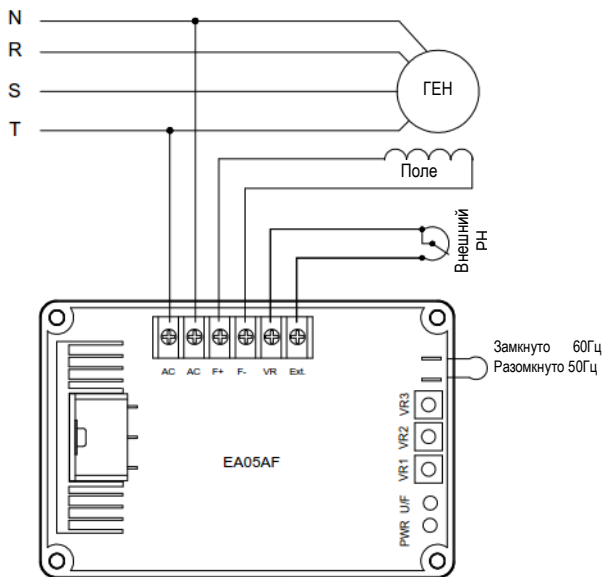 N
R
S
T
ГЕН
Поле
Внешний
РН
AC AC F+ F- VR Ext.
Замкнуто 60Гц
Разомкнуто 50Гц
VR3
VR2
VR1
U/F
PWR
EA05AF